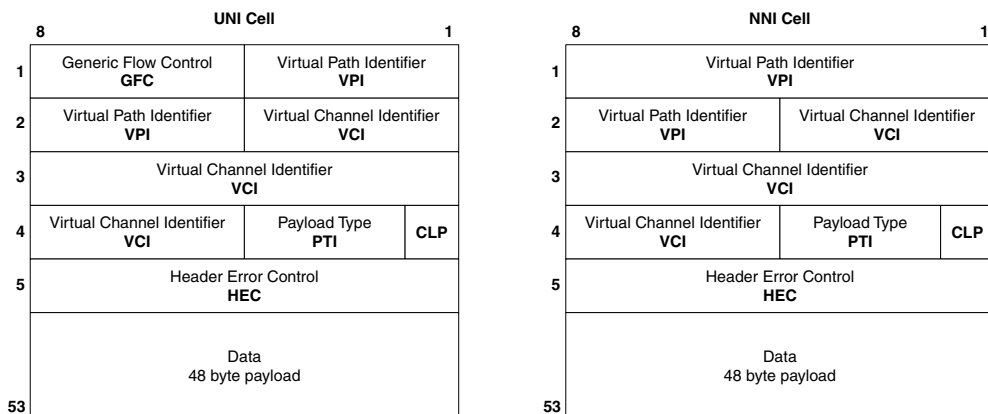 UNI Cell
8 1
1 Generic Flow Control Virtual Path Identifier
GFC VPI
2 Virtual Path Identifier Virtual Channel Identifier
VPI VCI
3 Virtual Channel Identifier
VCI
4 Virtual Channel Identifier Payload Type CLP
VCI PTI
5 Header Error Control
HEC
Data
48 byte payload
53
NNI Cell
8 1
1 Virtual Path Identifier
VPI
2 Virtual Path Identifier Virtual Channel Identifier
VPI VCI
3 Virtual Channel Identifier
VCI
4 Virtual Channel Identifier Payload Type CLP
VCI PTI
5 Header Error Control
HEC
Data
48 byte payload
53